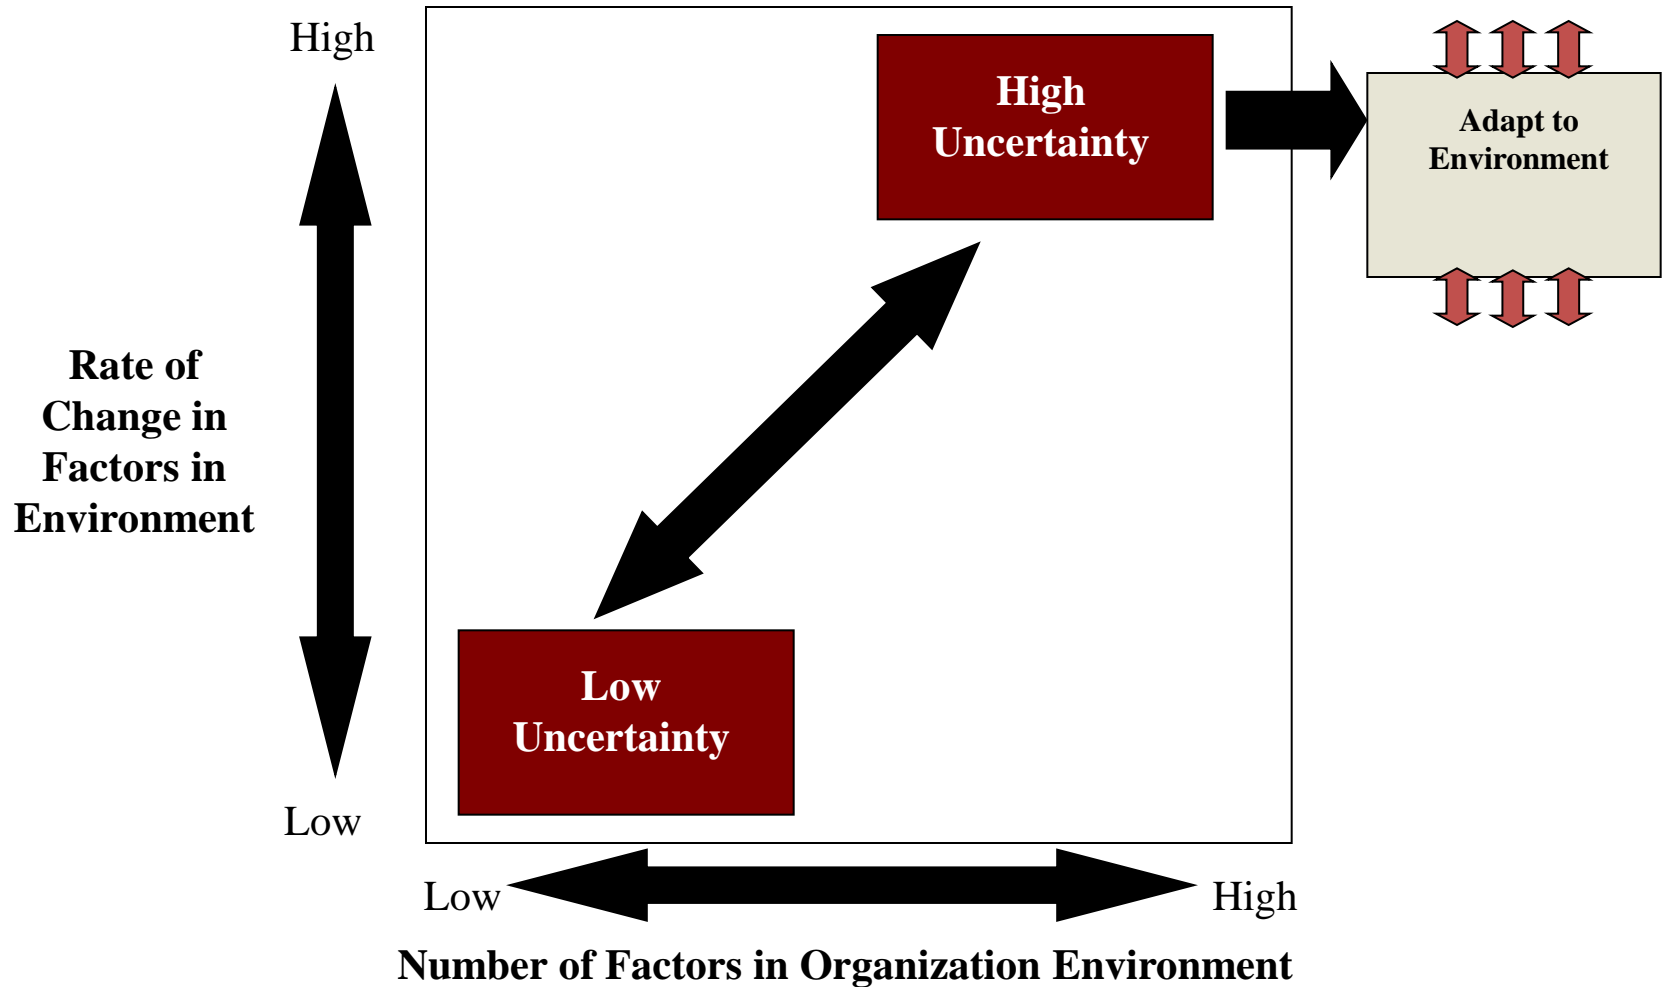 High
High
Uncertainty
Adapt to
Environment
Rate of
Change in
Factors in
Environment
Low
Uncertainty
Low
Low
High
Number of Factors in Organization Environment